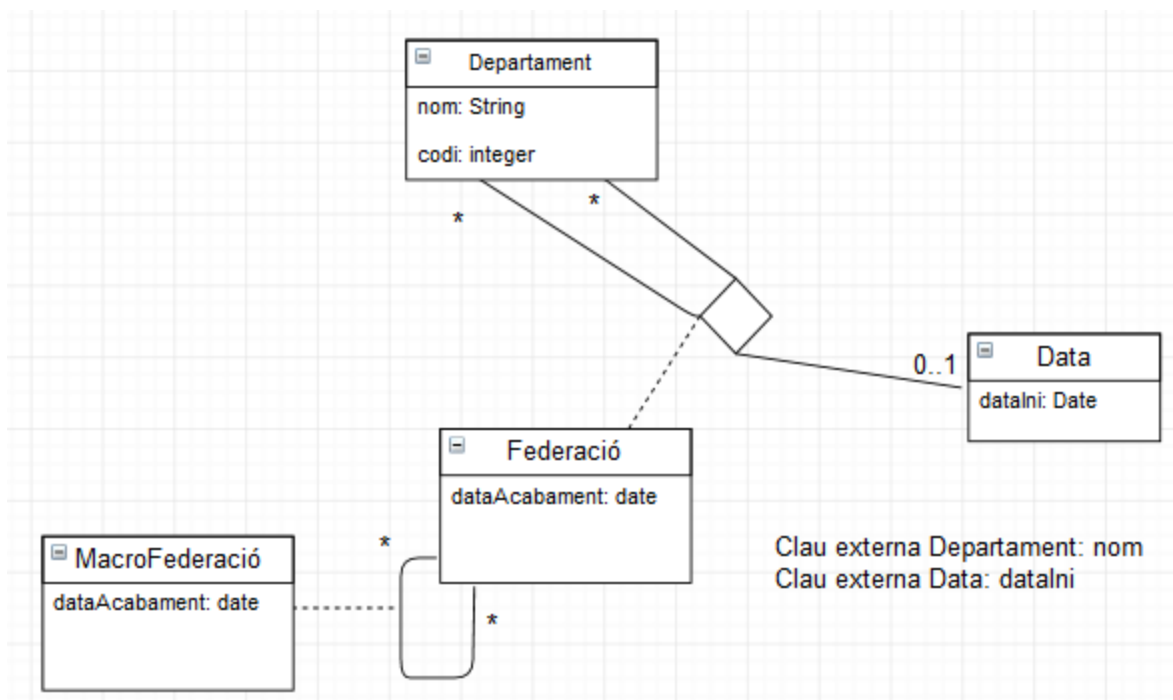 Departament
nom: String
codi: integer
*
*
0..1
Data
dataIni: Date
Federació
dataAcabament: date
*
*
MacroFederació
dataAcabament: date
Clau externa Departament: nom
Clau externa Data: dataIni